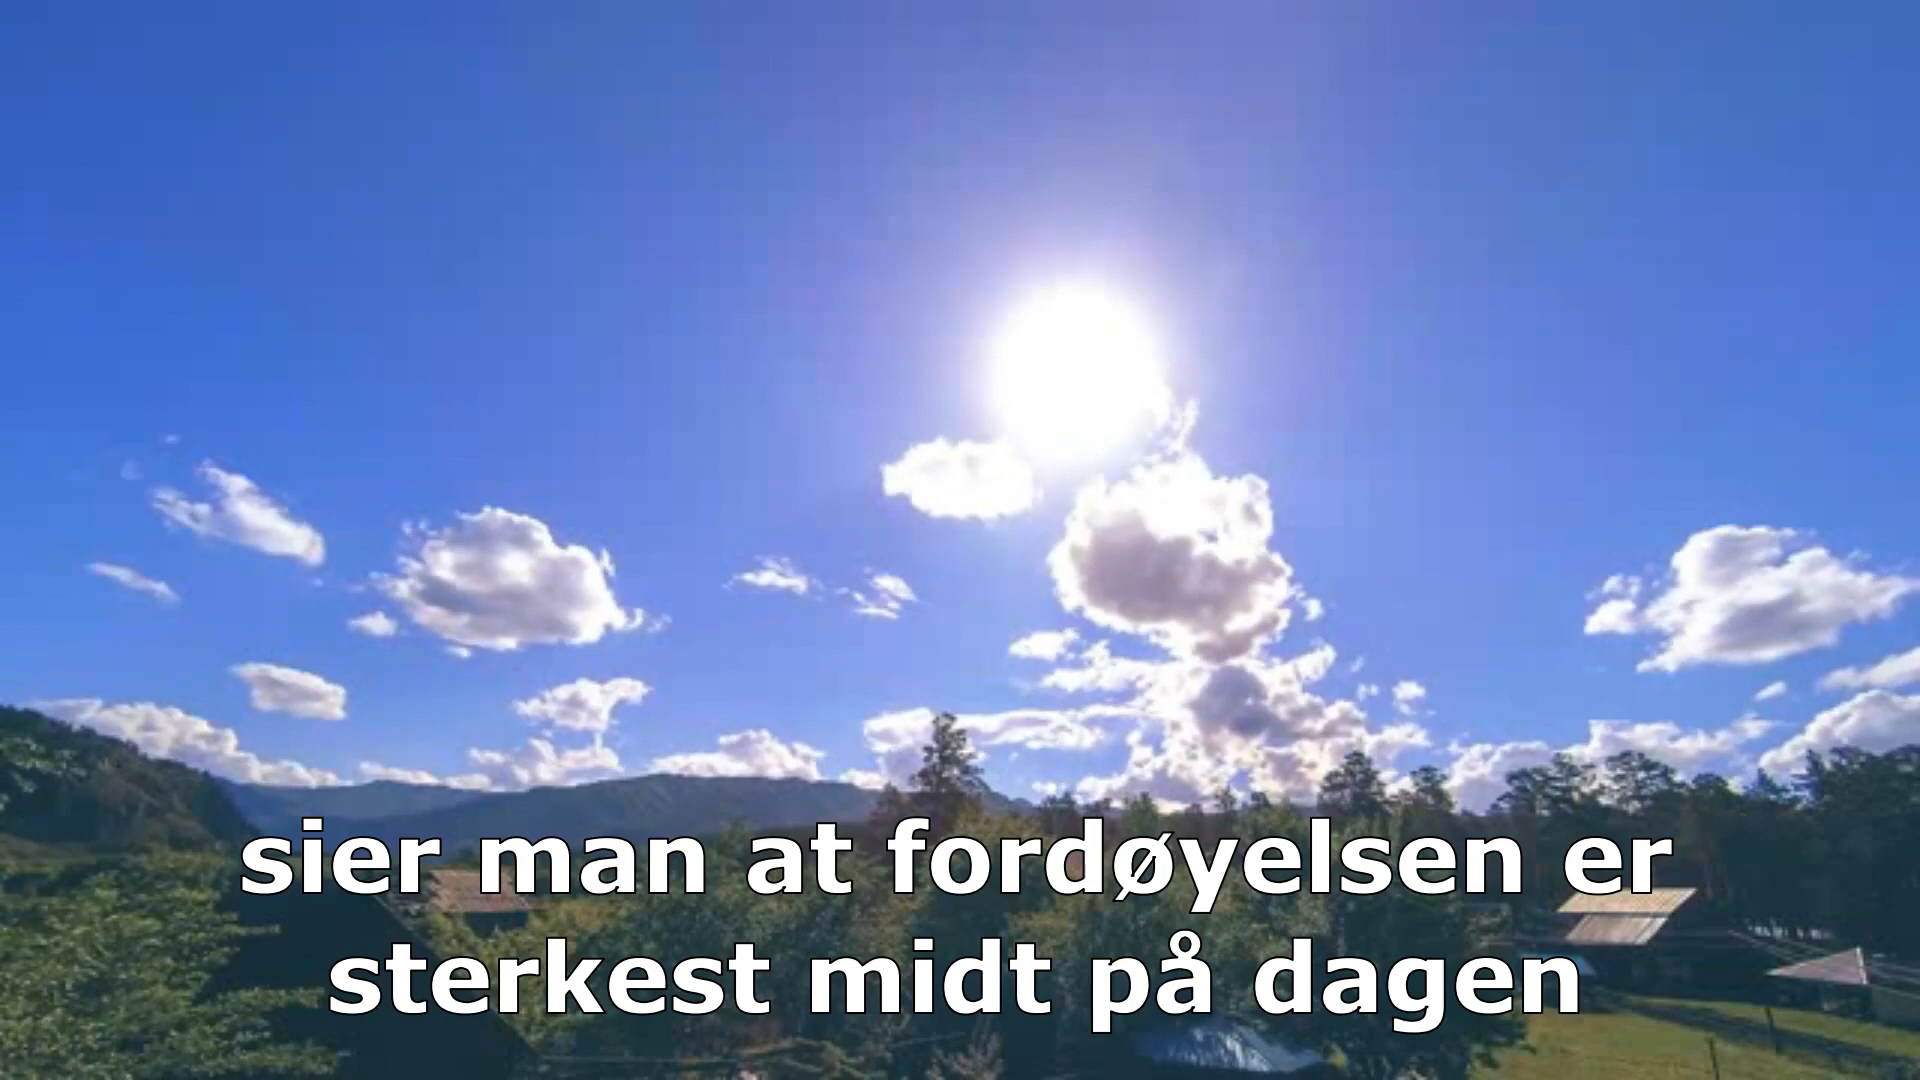 sier man at fordøyelsen er
sterkest midt på dagen